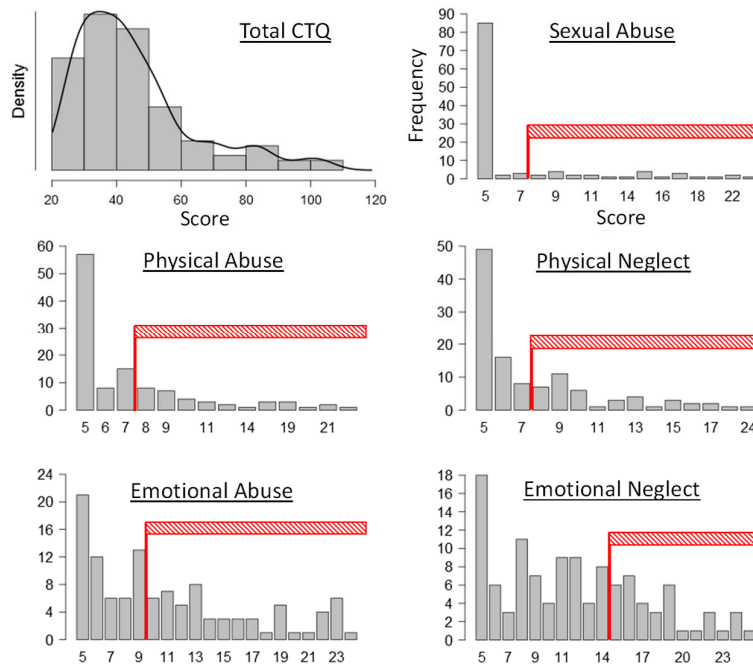 Total CTQ
Density
20 40 60 80 100 120
Score
Sexual Abuse
Frequency
90
80
70
60
50
40
30
20
10
0
5 7 9 11 14 16 18 22
Score
Physical Abuse
60
50
40
30
20
10
0
5 6 7 8 9 11 14 19 21
Physical Neglect
50
40
30
20
10
0
5 7 9 11 13 15 17 24
Emotional Abuse
24
20
16
12
8
4
0
5 7 9 11 13 15 17 19 21 23
Emotional Neglect
18
16
14
12
10
8
6
4
2
0
5 7 9 11 14 17 20 23